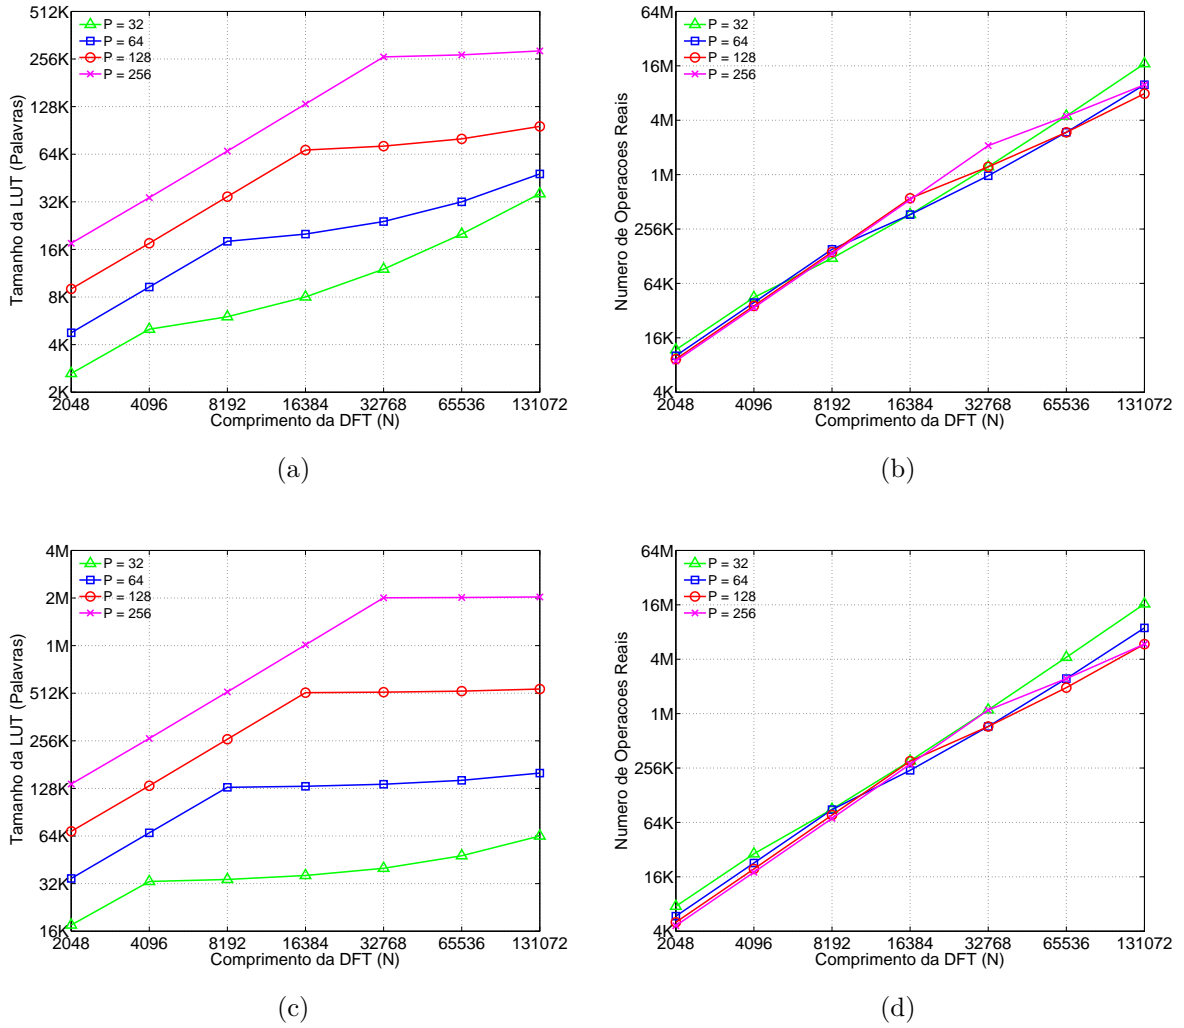 512K
256K
128K
64K
32K
16K
8K
4K
2K
Tamanho da LUT (Palavras)
P = 32
P = 64
P = 128
P = 256
2048 4096 8192 16384 32768 65536 131072
Comprimento da DFT (N)
(a)
64M
16M
4M
1M
256K
64K
16K
4K
Numero de Operacoes Reais
P = 32
P = 64
P = 128
P = 256
2048 4096 8192 16384 32768 65536 131072
Comprimento da DFT (N)
(b)
4M
2M
1M
512K
256K
128K
64K
32K
16K
Tamanho da LUT (Palavras)
P = 32
P = 64
P = 128
P = 256
2048 4096 8192 16384 32768 65536 131072
Comprimento da DFT (N)
(c)
64M
16M
4M
1M
256K
64K
16K
4K
Numero de Operacoes Reais
P = 32
P = 64
P = 128
P = 256
2048 4096 8192 16384 32768 65536 131072
Comprimento da DFT (N)
(d)